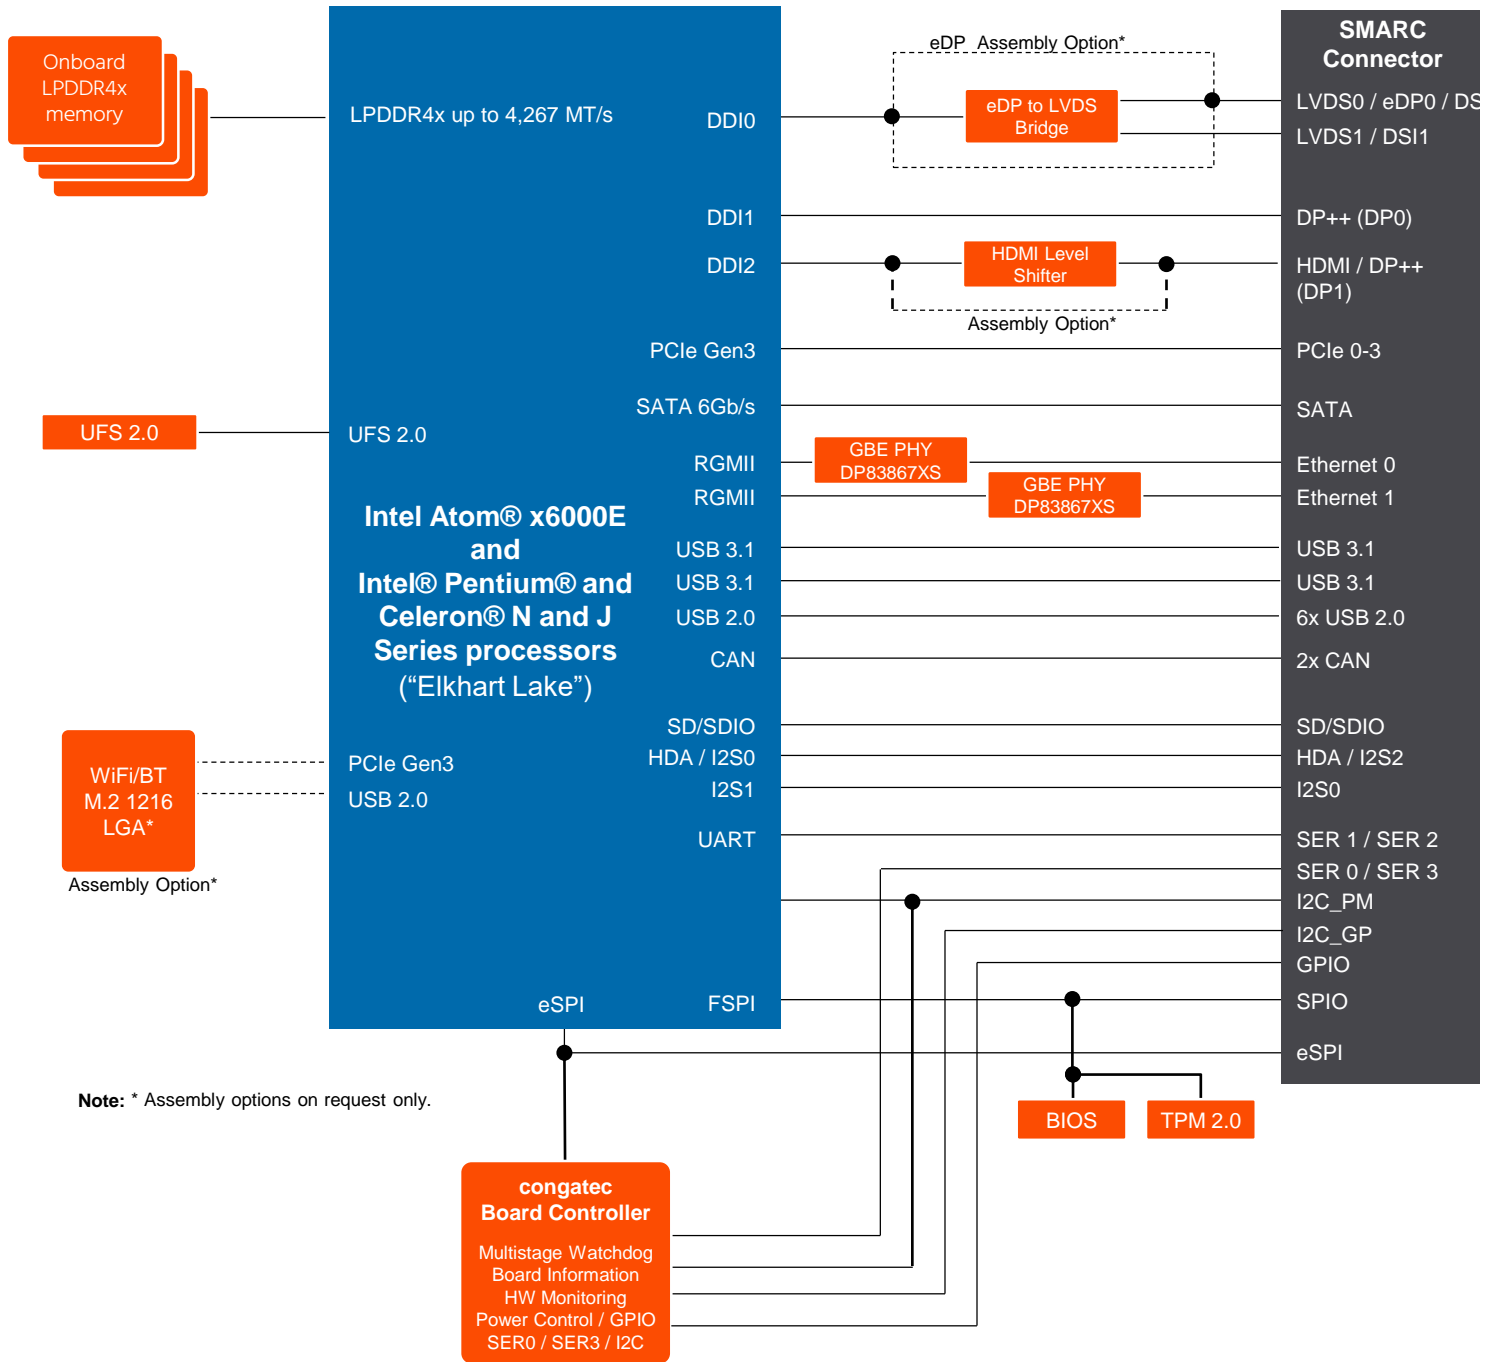 Onboard
LPDDR4x
memory
UFS 2.0
WiFi/BT
M.2 1216
LGA*
Assembly Option*
Note: * Assembly options on request only.
LPDDR4x up to 4,267 MT/s
UFS 2.0
Intel Atom® x6000E
and
Intel® Pentium® and
Celeron® N and J
Series processors
(“Elkhart Lake”)
PCIe Gen3
USB 2.0
eSPI
DDI0
DDI1
DDI2
PCIe Gen3
SATA 6Gb/s
RGMII
RGMII
USB 3.1
USB 3.1
USB 2.0
CAN
SD/SDIO
HDA / I2S0
I2S1
UART
FSPI
eDP Assembly Option*
eDP to LVDS
Bridge
HDMI Level
Shifter
Assembly Option*
GBE PHY
DP83867XS
GBE PHY
DP83867XS
BIOS
TPM 2.0
congatec
Board Controller
Multistage Watchdog
Board Information
HW Monitoring
Power Control / GPIO
SER0 / SER3 / I2C
SMARC
Connector
LVDS0 / eDP0 / DS
LVDS1 / DSI1
DP++ (DP0)
HDMI / DP++
(DP1)
PCIe 0-3
SATA
Ethernet 0
Ethernet 1
USB 3.1
USB 3.1
6x USB 2.0
2x CAN
SD/SDIO
HDA / I2S2
I2S0
SER 1 / SER 2
SER 0 / SER 3
I2C_PM
I2C_GP
GPIO
SPIO
eSPI